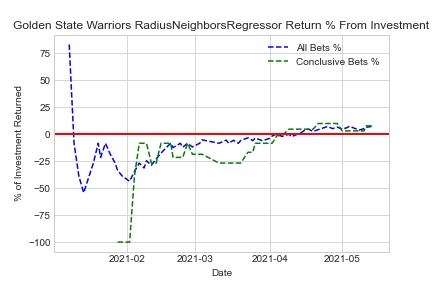 Golden State Warriors RadiusNeighborsRegressor Return % From Investment
All Bets %
Conclusive Bets %
% of Investment Returned
75
50
25
0
−25
−50
−75
−100
2021-02
2021-03
2021-04
2021-05
Date